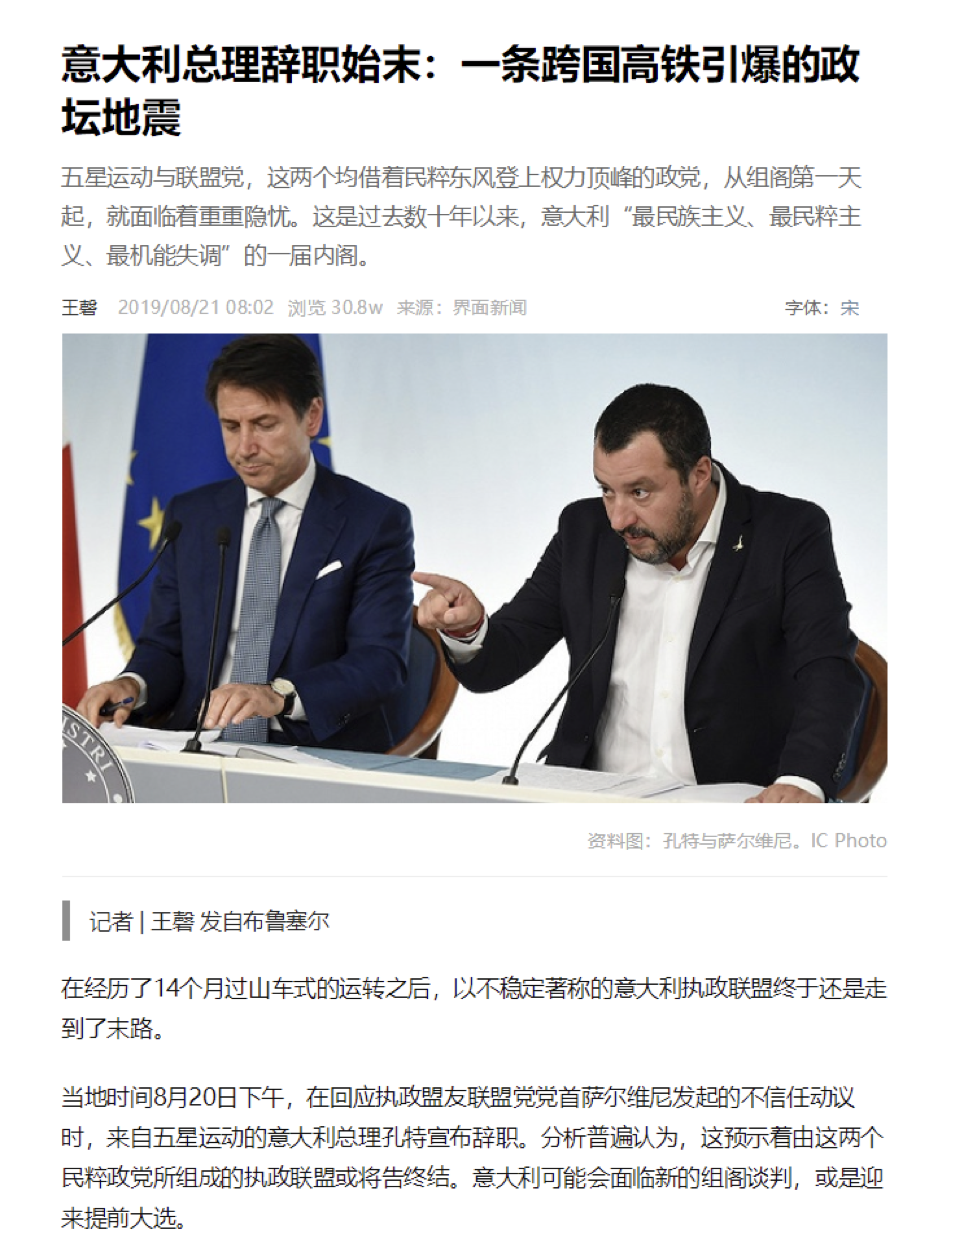 意大利总理辞职始末：一条跨国高铁引爆的政
坛地震
五星运动与联盟党，这两个均借着民粹东风登上权力顶峰的政党，从组阁第一天
起，就面临着重重隐忧。这是过去数十年以来，意大利“最民族主义、最民粹主
义、最机能失调”的一届内阁。
王磬 2019/08/21 08:02 浏览 30.8w 来源：界面新闻 字体：宋
ISTRI
资料图：孔特与萨尔维尼。IC Photo
记者 | 王磬 发自布鲁塞尔
在经历了14个月过山车式的运转之后，以不稳定著称的意大利执政联盟终于还是走
到了末路。
当地时间8月20日下午，在回应执政盟友联盟党党首萨尔维尼发起的不信任动议
时，来自五星运动的意大利总理孔特宣布辞职。分析普遍认为，这预示着由这两个
民粹政党所组成的执政联盟或将告终结。意大利可能会面临新的组阁谈判，或是迎
来提前大选。